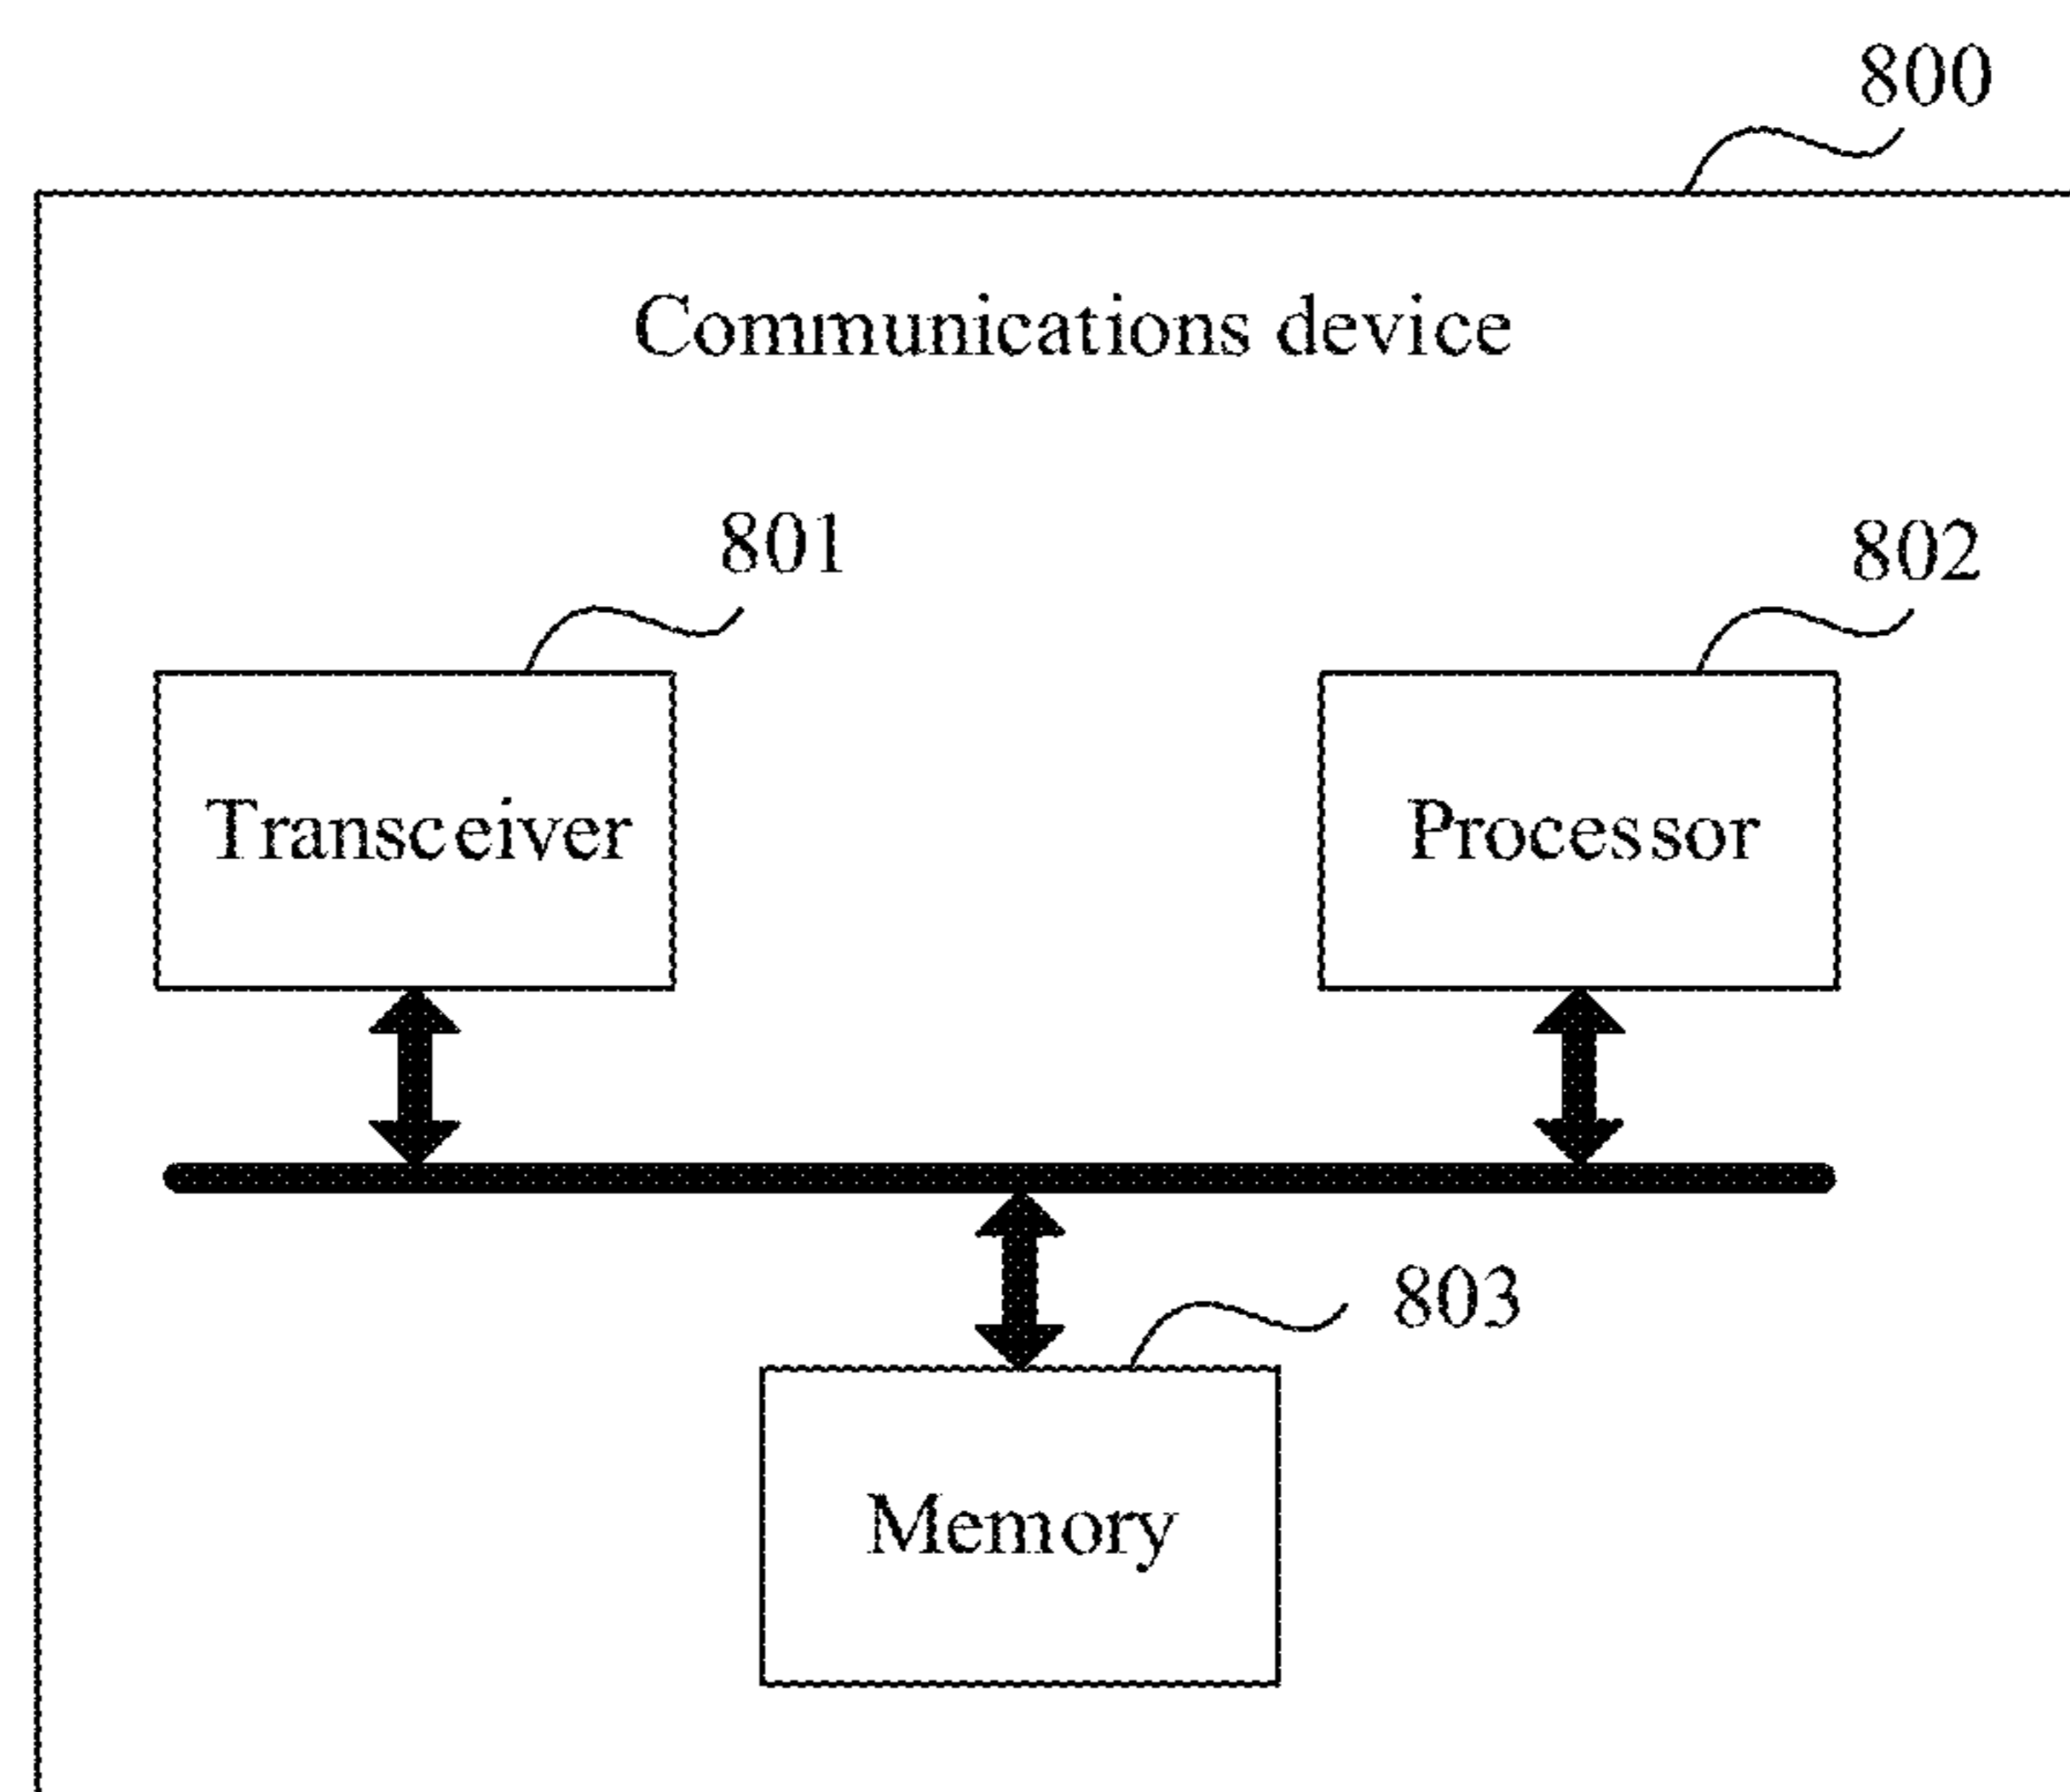 800
Communications device
801
802
Transceiver
Processor
803
Memory